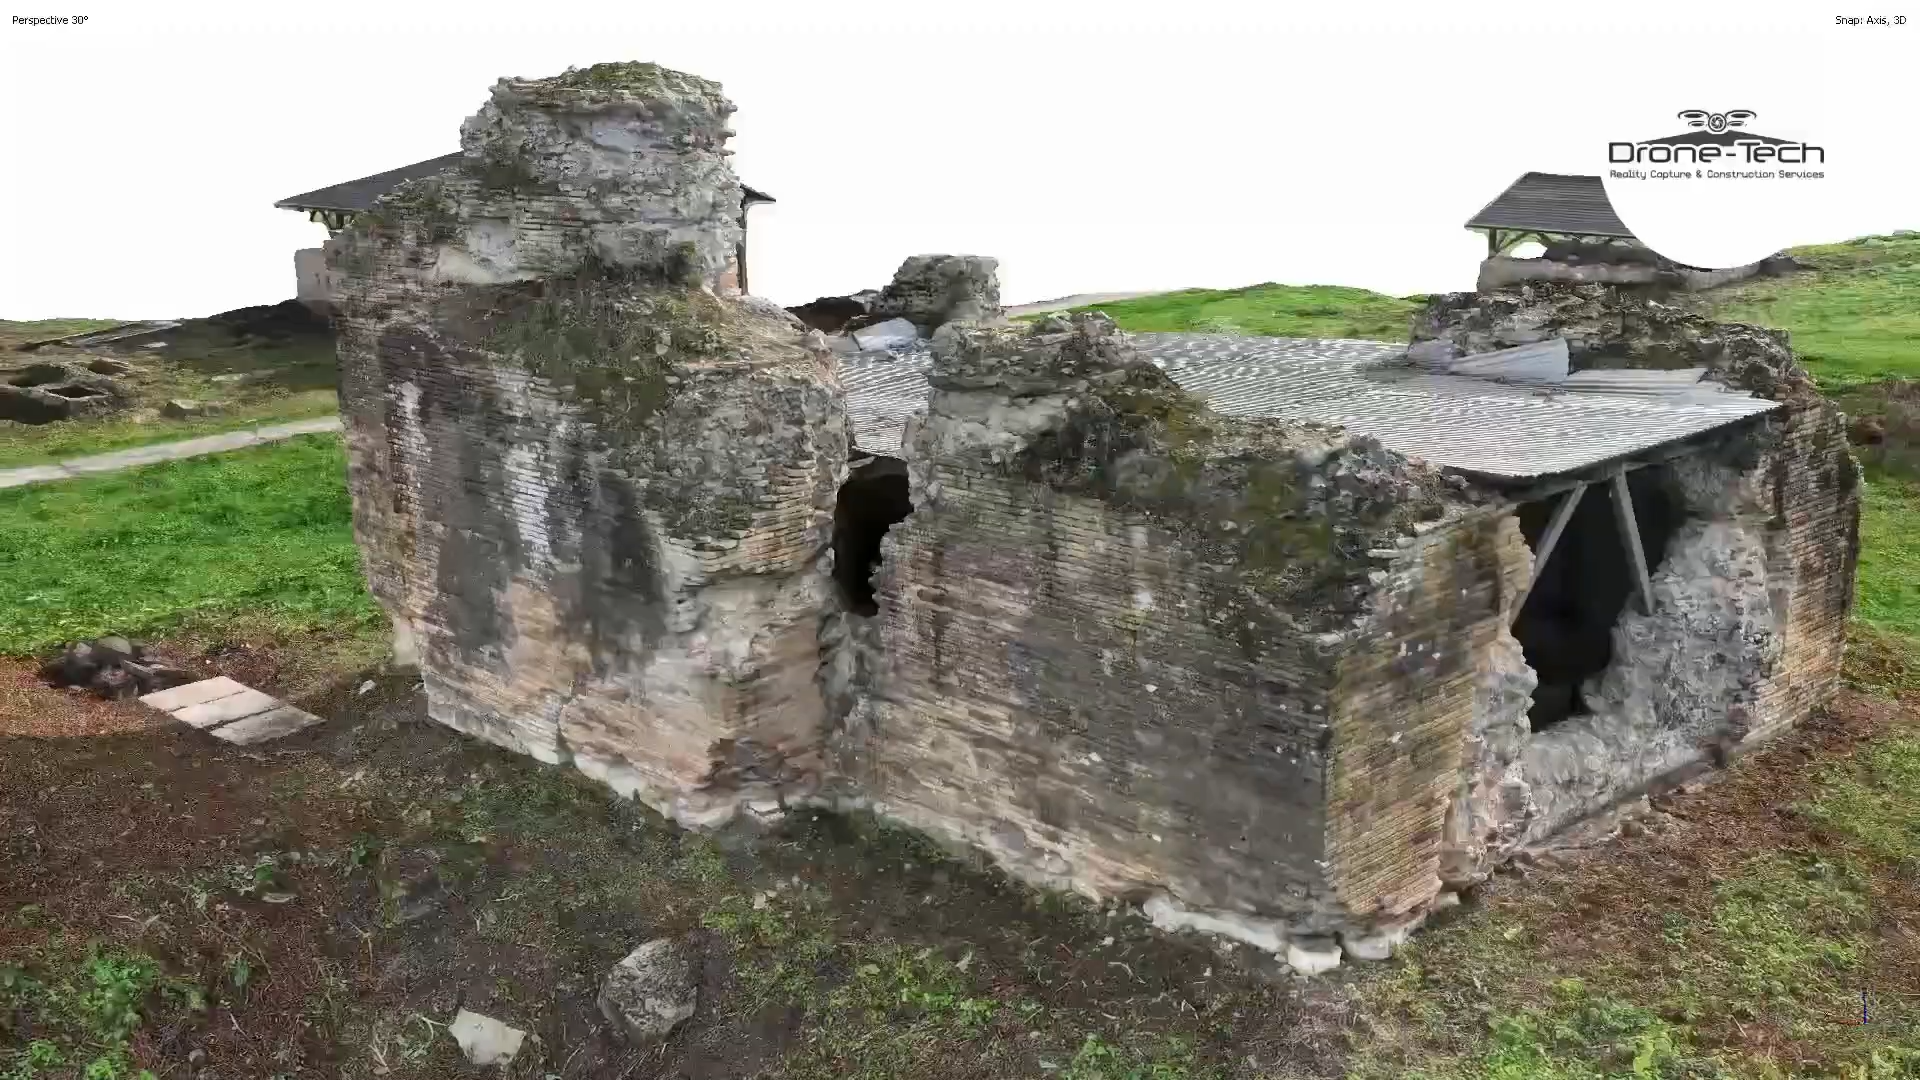 Perspective 30°
Snap: Axis, 3D
Drone-Tech
Reality Capture & Construction Services